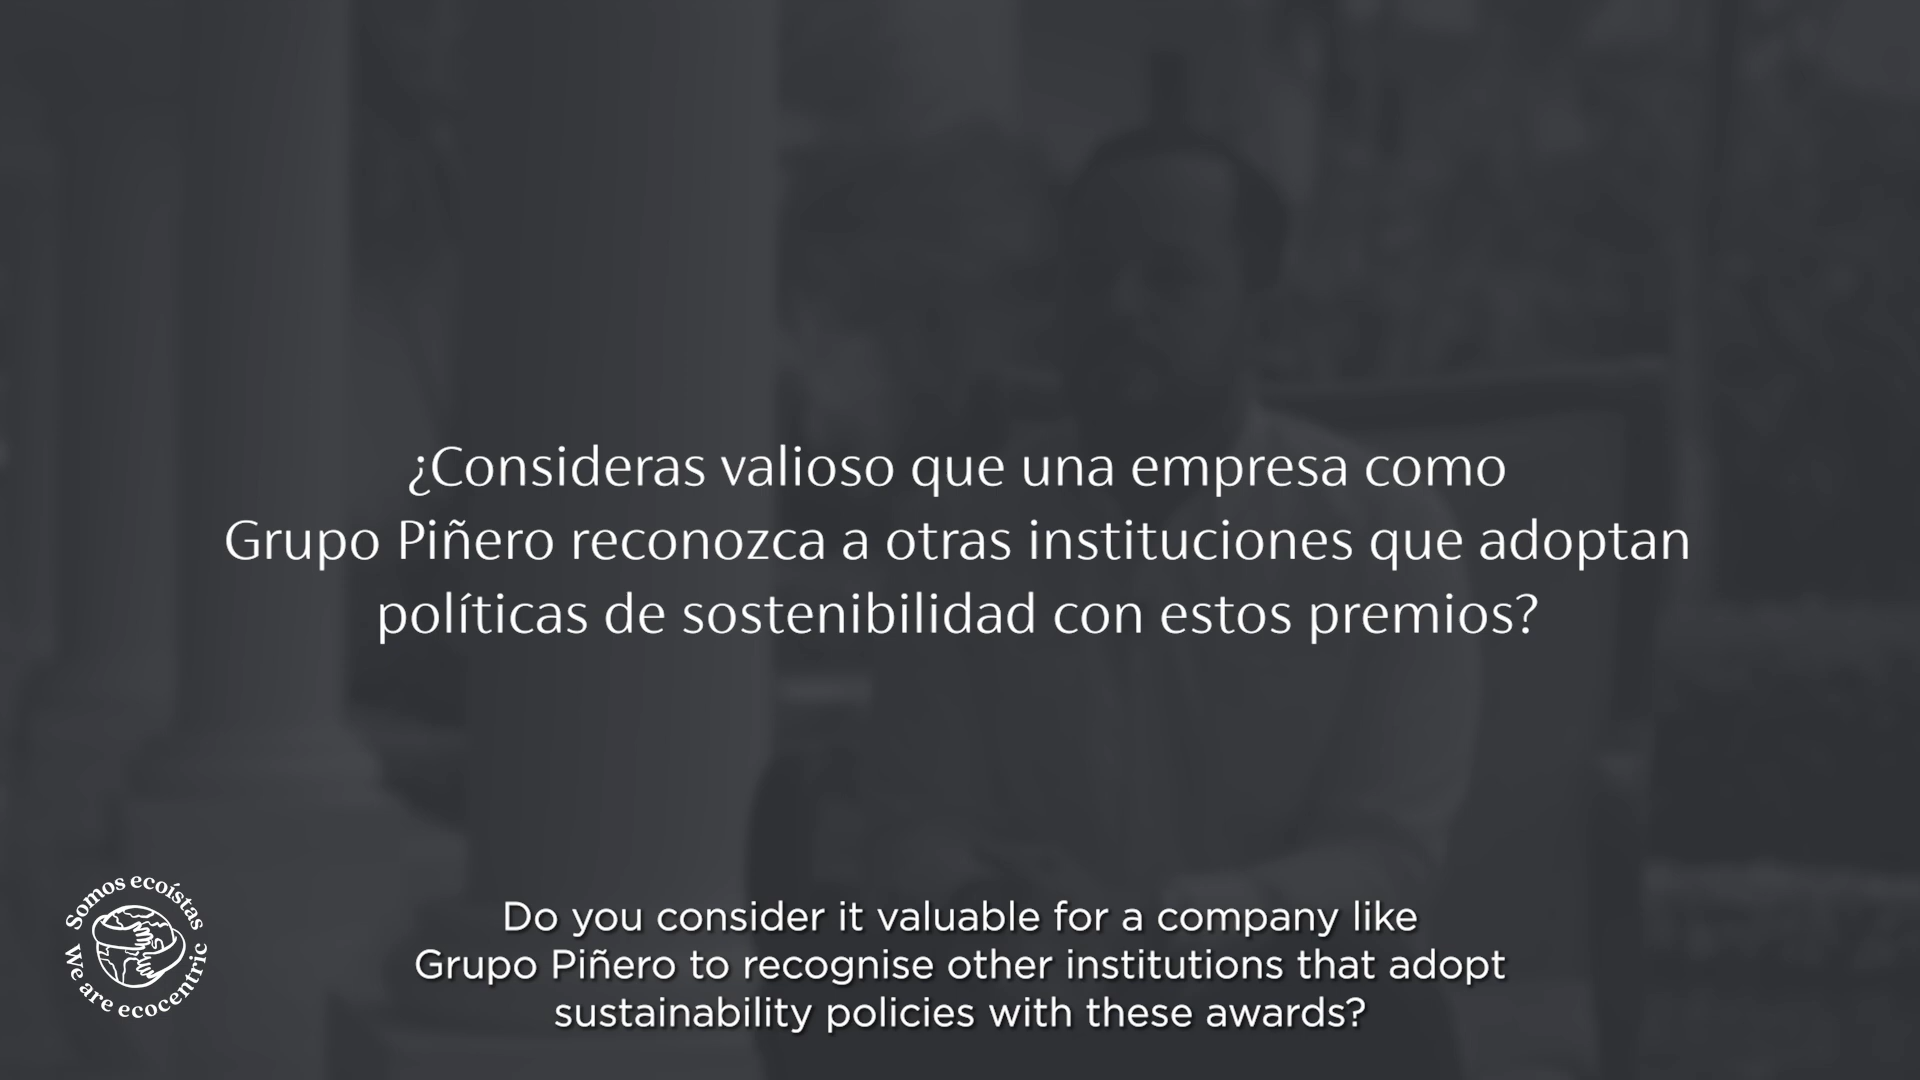 ¿Consideras valioso que una empresa como
Grupo Piñero reconozca a otras instituciones que adoptan
políticas de sostenibilidad con estos premios?
Somos ecoístas
We are ecocentric
Do you consider it valuable for a company like
Grupo Piñero to recognise other institutions that adopt
sustainability policies with these awards?